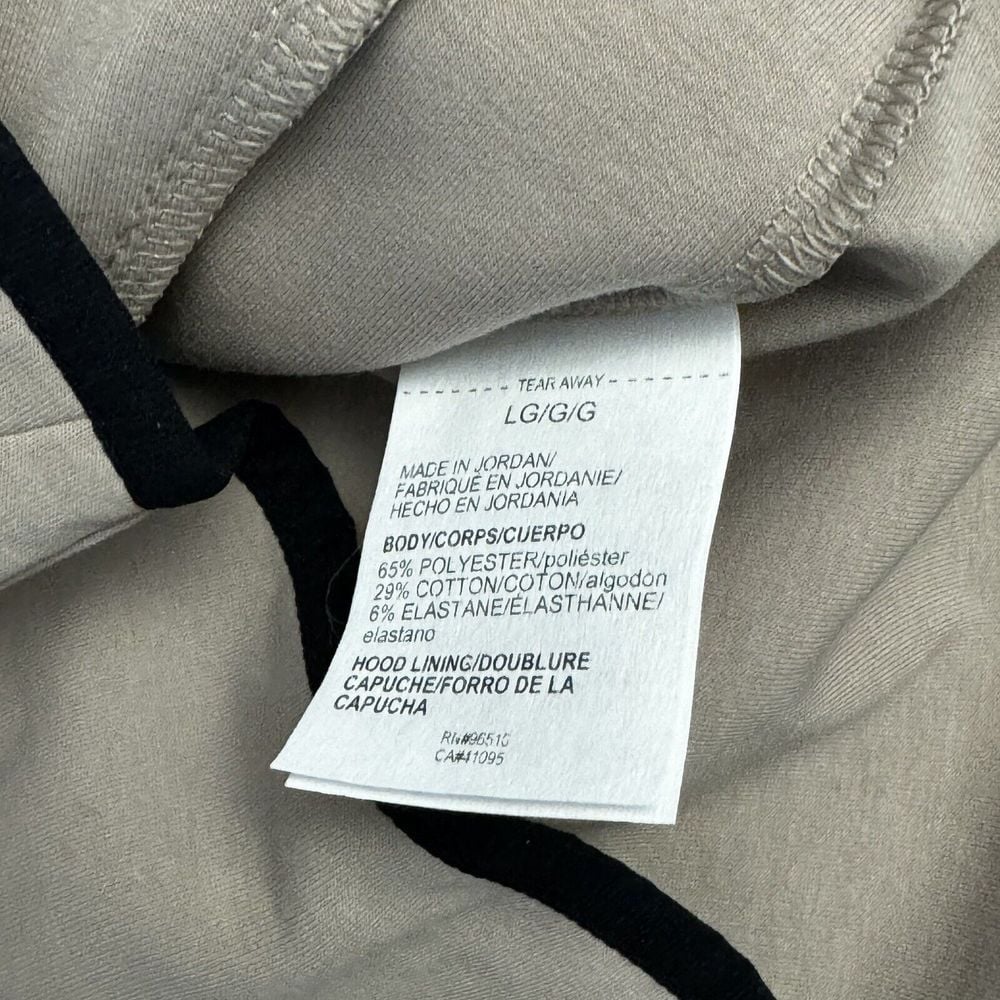 TEAR AWAY
LG/G/G
MADE IN JORDAN/
FABRIQUÉ EN JORDANIE/
HECHO EN JORDANIA
BODY/CORPS/CUERPO
65% POLYESTER/poliéster
29% COTTON/COTON/algodon
6% ELASTANE/ÉLASTHANNE/
elastano
HOOD LINING/DOUBLURE
CAPUCHE/FORRO DE LA
CAPUCHA
CA#41095